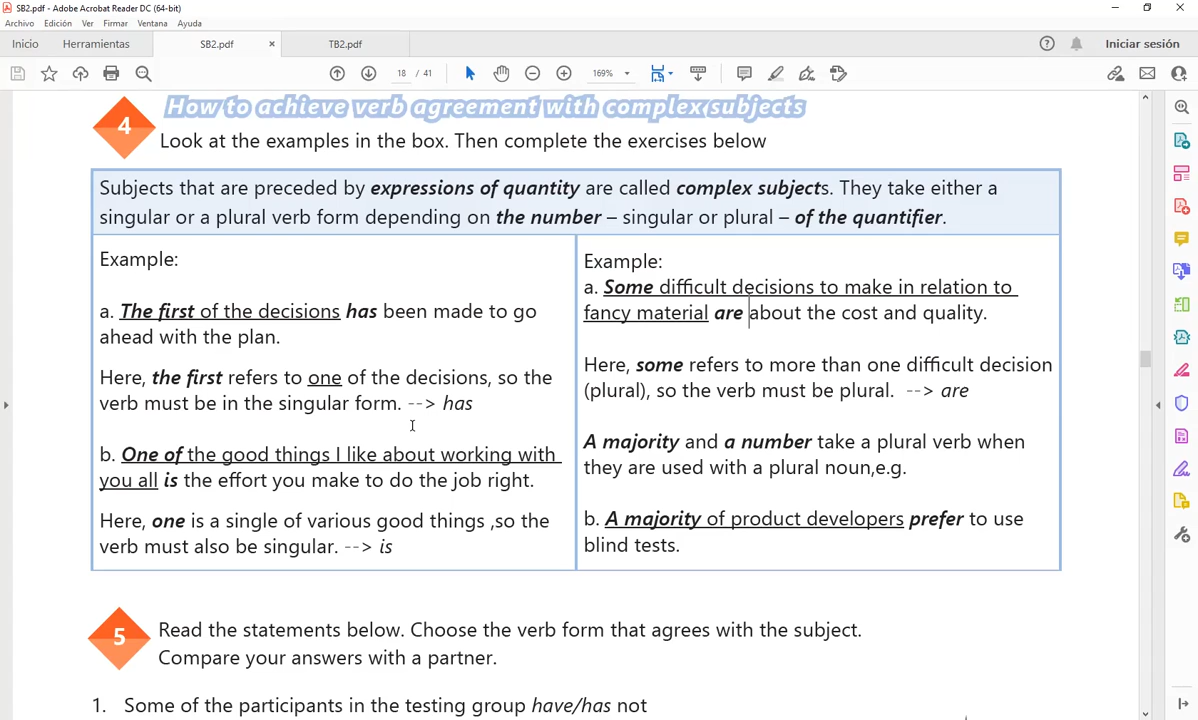 SB2.pdf - Adobe Acrobat Reader DC (64-bit)
Archivo Edición Ver Firmar Ventana Ayuda
Inicio Herramientas SB2.pdf × TB2.pdf Iniciar sesión
18 / 41 169%
4 How to achieve verb agreement with complex subjects
Look at the examples in the box. Then complete the exercises below
Subjects that are preceded by expressions of quantity are called complex subjects. They take either a
singular or a plural verb form depending on the number – singular or plural – of the quantifier.
Example:
a. The first of the decisions has been made to go
ahead with the plan.
Here, the first refers to one of the decisions, so the
verb must be in the singular form. --> has
b. One of the good things I like about working with
you all is the effort you make to do the job right.
Here, one is a single of various good things ,so the
verb must also be singular. --> is
Example:
a. Some difficult decisions to make in relation to
fancy material are about the cost and quality.
Here, some refers to more than one difficult decision
(plural), so the verb must be plural. --> are
A majority and a number take a plural verb when
they are used with a plural noun,e.g.
b. A majority of product developers prefer to use
blind tests.
5 Read the statements below. Choose the verb form that agrees with the subject.
Compare your answers with a partner.
1. Some of the participants in the testing group have/has not